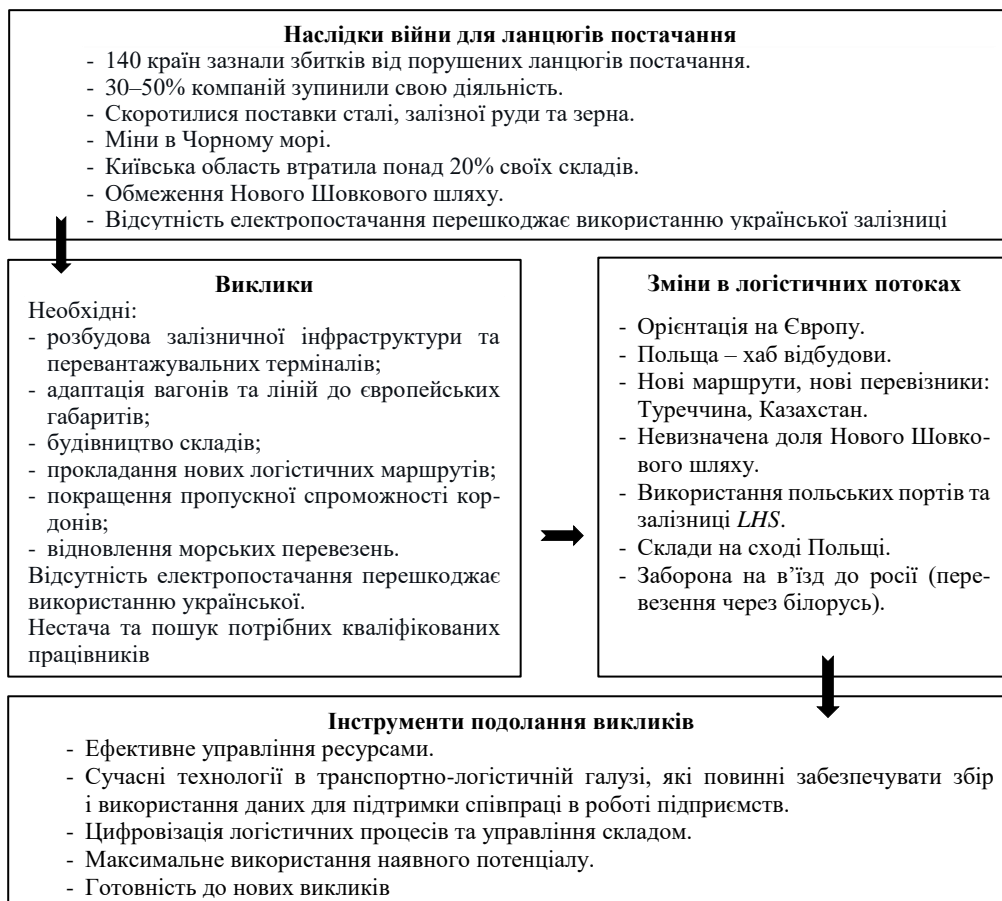 Наслідки війни для ланцюгів постачання
- 140 країн зазнали збитків від порушених ланцюгів постачання.
- 30–50% компаній зупинили свою діяльність.
- Скоротилися поставки сталі, залізної руди та зерна.
- Міни в Чорному морі.
- Київська область втратила понад 20% своїх складів.
- Обмеження Нового Шовкового шляху.
- Відсутність електропостачання перешкоджає використанню української залізниці
Виклики
Необхідні:
- розбудова залізничної інфраструктури та
перевантажувальних терміналів;
- адаптація вагонів та ліній до європейських
габаритів;
- будівництво складів;
- прокладання нових логістичних маршрутів;
- покращення пропускної спроможності кор-
донів;
- відновлення морських перевезень.
Відсутність електропостачання перешкоджає
використанню української.
Нестача та пошук потрібних кваліфікованих
працівників
Зміни в логістичних потоках
- Орієнтація на Європу.
- Польща – хаб відбудови.
- Нові маршрути, нові перевізники:
Туреччина, Казахстан.
- Невизначена доля Нового Шовко-
вого шляху.
- Використання польських портів та
залізниці LHS.
- Склади на сході Польщі.
- Заборона на в’їзд до росії (пере-
везення через білорусь).
Інструменти подолання викликів
- Ефективне управління ресурсами.
- Сучасні технології в транспортно-логістичній галузі, які повинні забезпечувати збір
і використання даних для підтримки співпраці в роботі підприємств.
- Цифровізація логістичних процесів та управління складом.
- Максимальне використання наявного потенціалу.
- Готовність до нових викликів